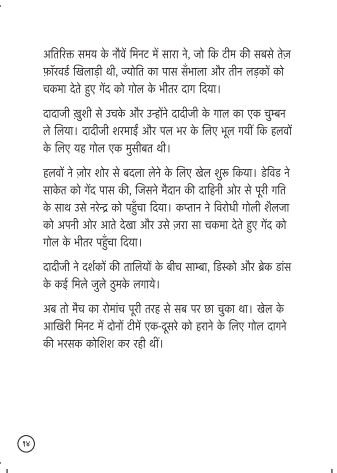 अतिरिक्त समय के नौवें मिनट में सारा ने, जो कि टीम की सबसे तेज़
फ़ॉरवर्ड खिलाड़ी थी, ज्योति का पास सँभाला और तीन लड़कों को
चकमा देते हुए गेंद को गोल के भीतर दाग दिया।
दादाजी ख़ुशी से उचके और उन्होंने दादीजी के गाल का एक चुम्बन
ले लिया। दादीजी शरमाईं और पल भर के लिए भूल गयीं कि हलवों
के लिए यह गोल एक मुसीबत थी।
हलवों ने ज़ोर शोर से बदला लेने के लिए खेल शुरू किया। डेविड ने
साकेत को गेंद पास की, जिसने मैदान की दाहिनी ओर से पूरी गति
के साथ उसे नरेन्द्र को पहुँचा दिया। कप्तान ने विरोधी गोली शैलजा
को अपनी ओर आते देखा और उसे ज़रा सा चकमा देते हुए गेंद को
गोल के भीतर पहुँचा दिया।
दादीजी ने दर्शकों की तालियों के बीच साम्बा, डिस्को और ब्रेक डांस
के कई मिले जुले ठुमके लगाये।
अब तो मैच का रोमांच पूरी तरह से सब पर छा चुका था। खेल के
आख़िरी मिनट में दोनों टीमें एक-दूसरे को हराने के लिए गोल दागने
की भरसक कोशिश कर रही थीं।
१४